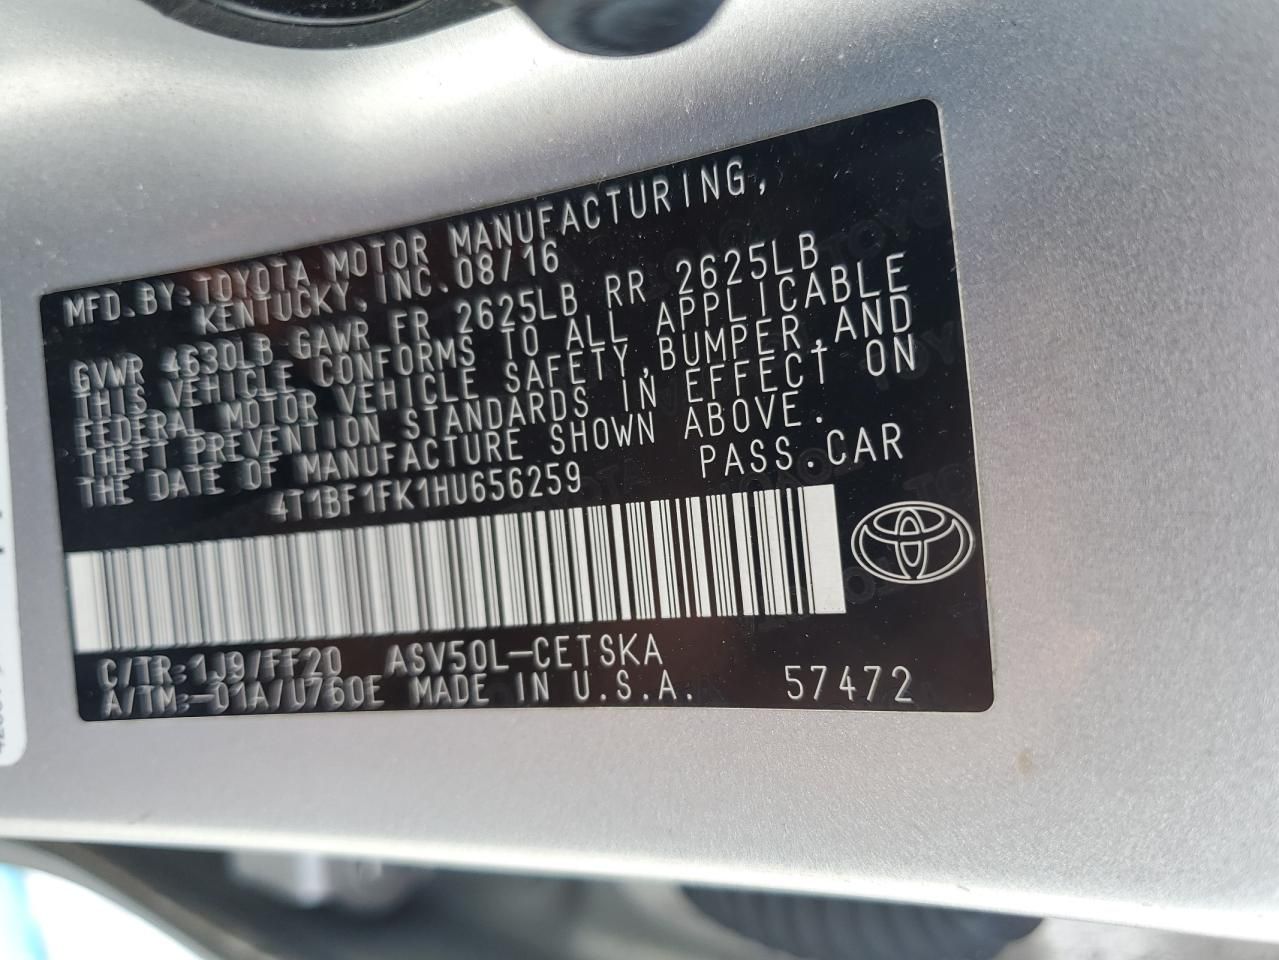 MFD.BY:TOYOTA MOTOR MANUFACTURING,
KENTUCKY, INC.08/16
GVWR 4630LB GAWR FR 2625LB RR 2625LB
THIS VEHICLE CONFORMS TO ALL APPLICABLE
FEDERAL MOTOR VEHICLE SAFETY,BUMPER,AND
THEFT PREVENTION STANDARDS IN EFFECT ON
THE DATE OF MANUFACTURE SHOWN ABOVE.
4T1BF1FK1HU656259 PASS.CAR
C/TR:1J9/FF20 ASV50L-CETSKA
A/TM:-01A/U760E MADE IN U.S.A. 57472